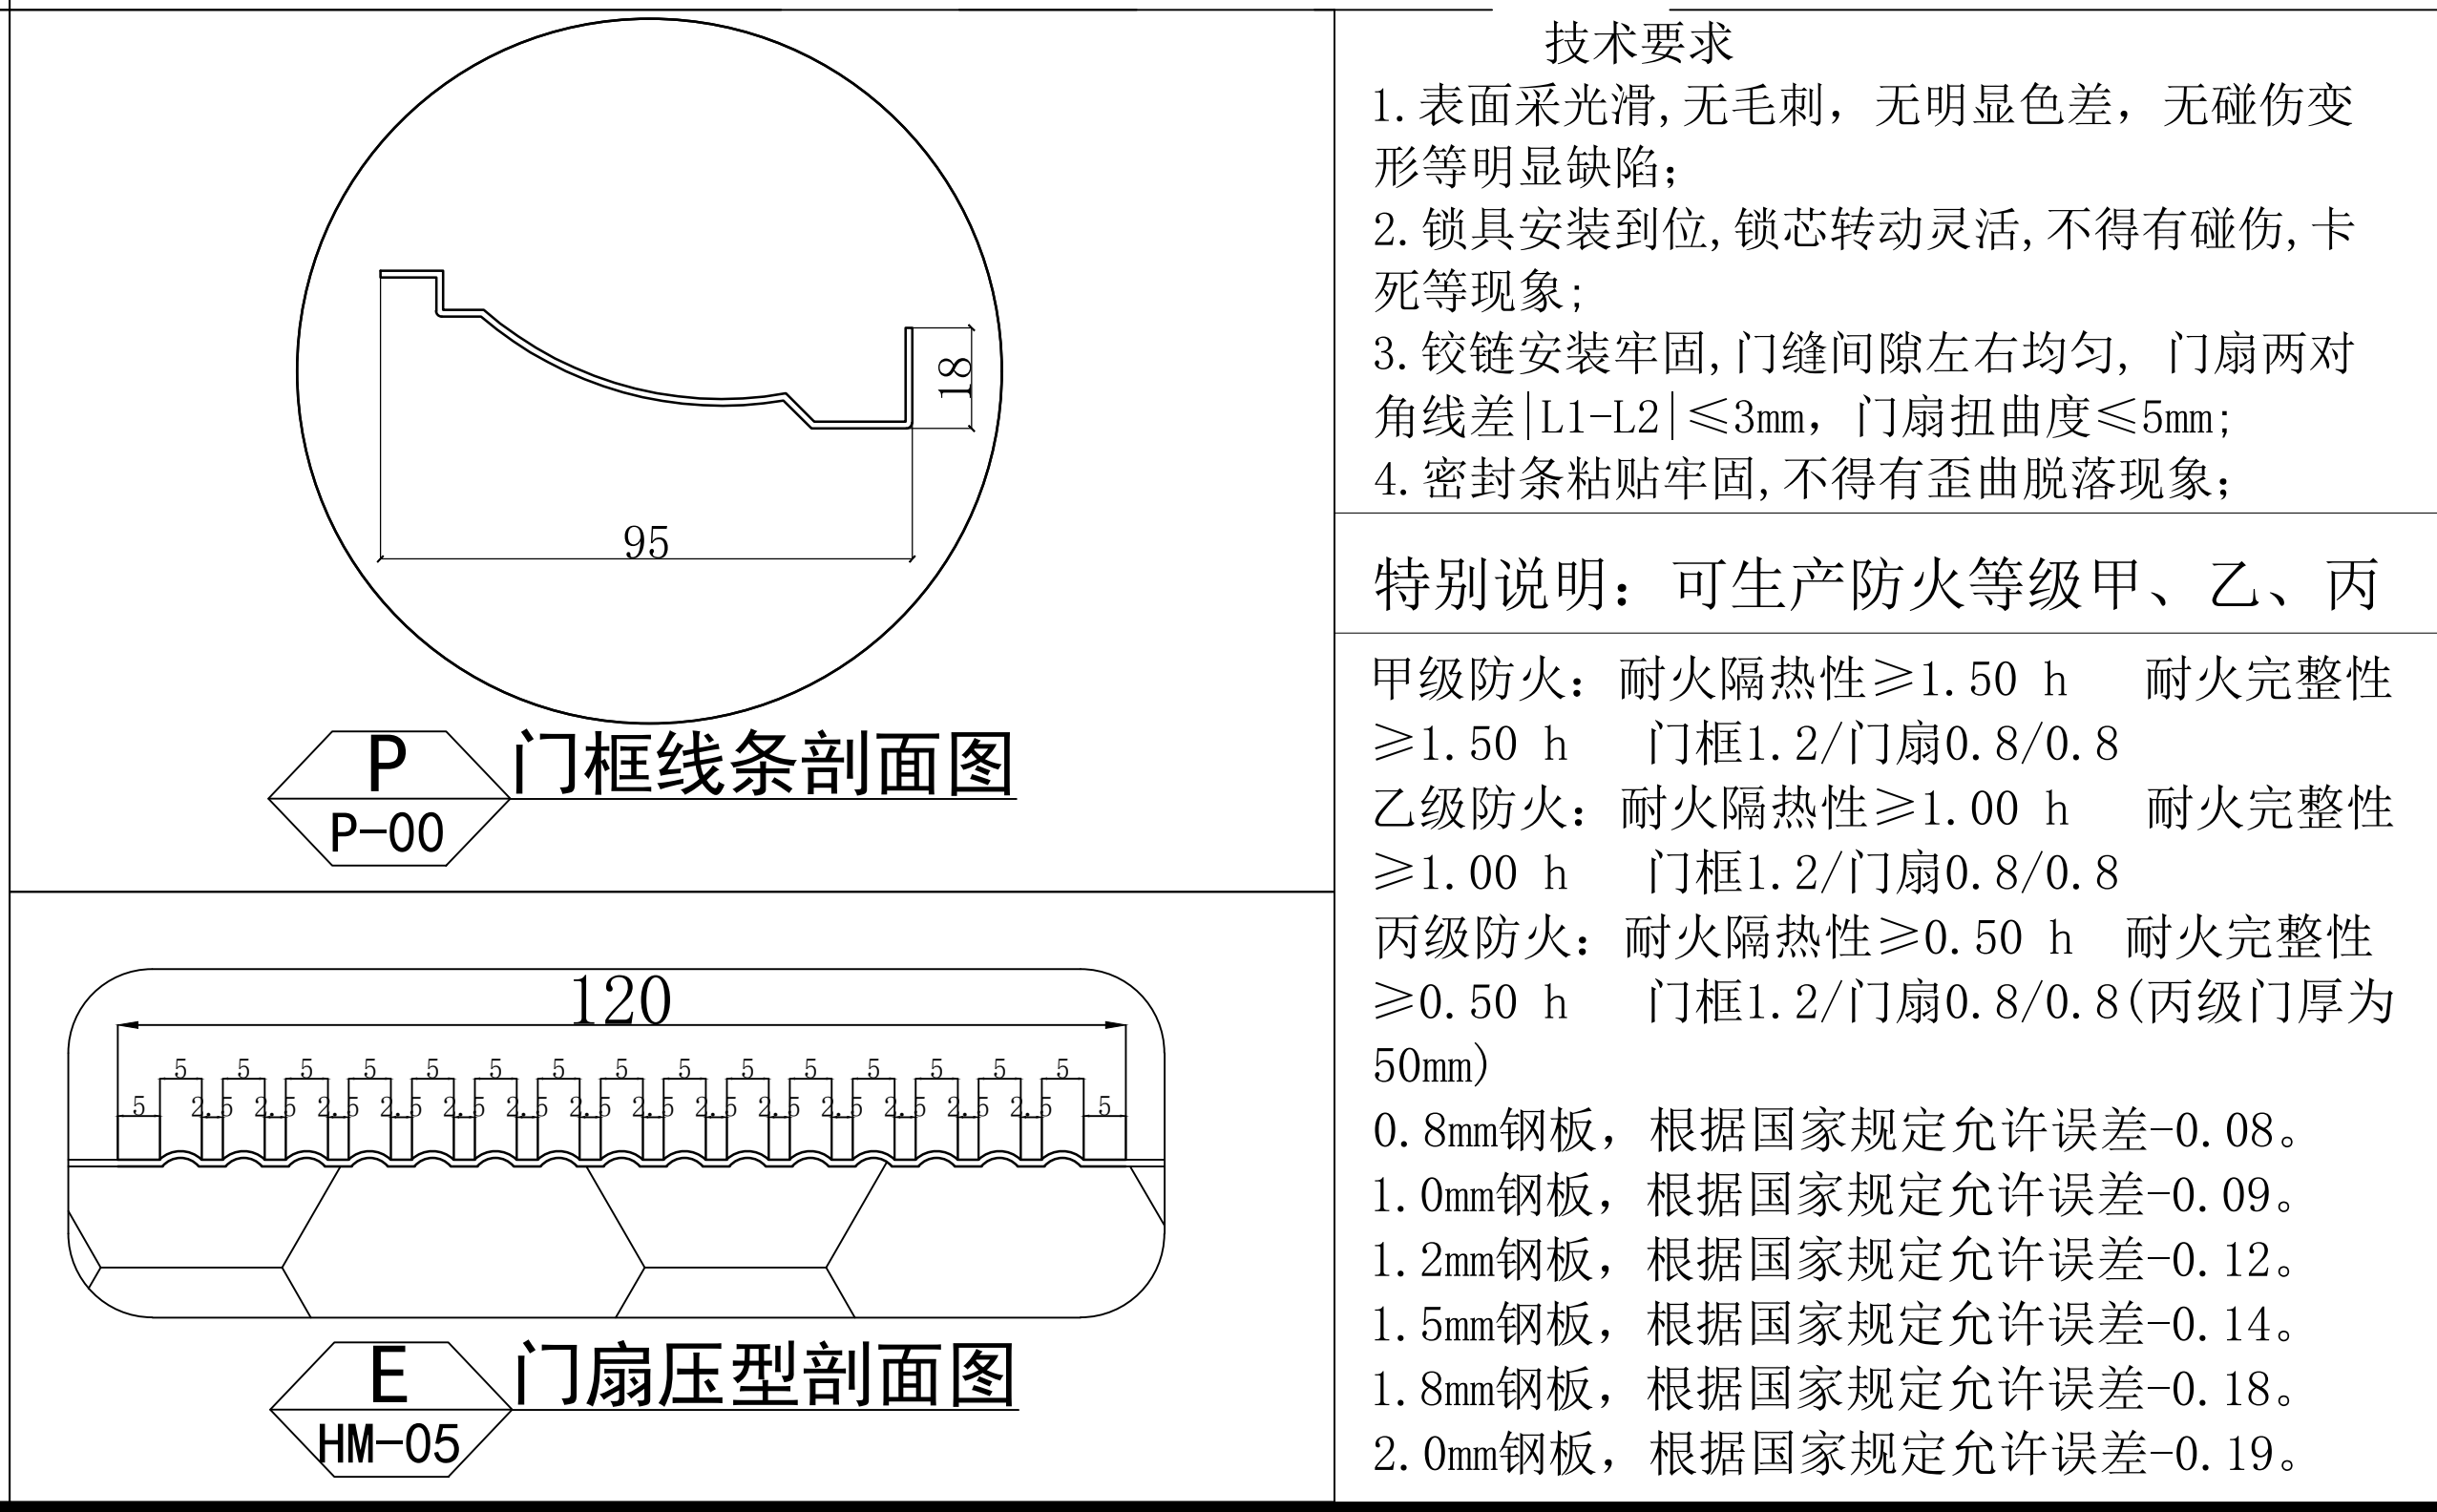 18
95
P
P-00
门框线条剖面图
120
5 5 5 5 5 5 5 5 5 5 5 5 5 5 5
5 2.5 2.5 2.5 2.5 2.5 2.5 2.5 2.5 2.5 2.5 2.5 2.5 2.5 2.5 5
E
HM-05
门扇压型剖面图
技术要求
1.表面采光滑,无毛刺，无明显色差，无碰伤变
形等明显缺陷；
2.锁具安装到位,锁芯转动灵活,不得有碰伤,卡
死等现象;
3.铰链安装牢固,门缝间隙左右均匀, 门扇两对
角线差|L1-L2|≤3mm，门扇扭曲度≤5mm;
4.密封条粘贴牢固,不得有歪曲脱落现象；
特别说明：可生产防火等级甲、乙、丙
甲级防火：耐火隔热性≥1.50 h 耐火完整性
≥1.50 h 门框1.2/门扇0.8/0.8
乙级防火：耐火隔热性≥1.00 h 耐火完整性
≥1.00 h 门框1.2/门扇0.8/0.8
丙级防火：耐火隔热性≥0.50 h 耐火完整性
≥0.50 h 门框1.2/门扇0.8/0.8(丙级门厚为
50mm)
0.8mm钢板，根据国家规定允许误差-0.08。
1.0mm钢板，根据国家规定允许误差-0.09。
1.2mm钢板，根据国家规定允许误差-0.12。
1.5mm钢板，根据国家规定允许误差-0.14。
1.8mm钢板，根据国家规定允许误差-0.18。
2.0mm钢板，根据国家规定允许误差-0.19。